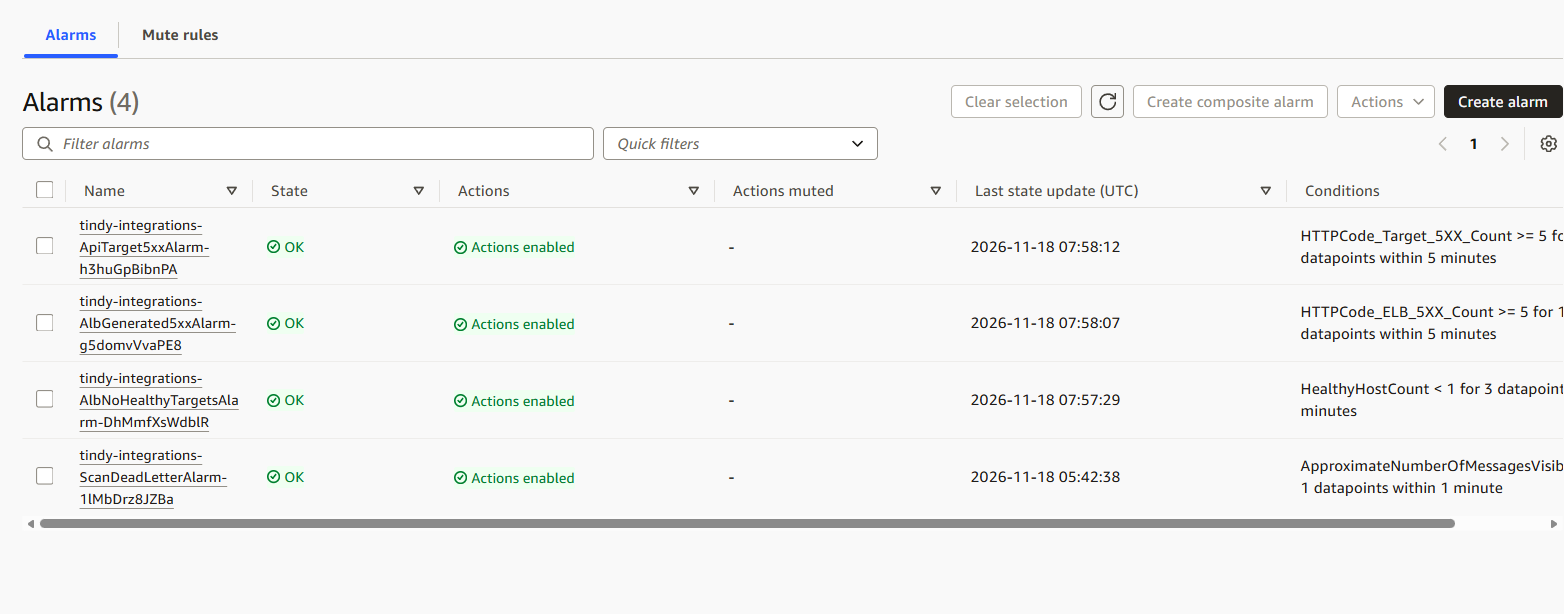 Alarms
Mute rules
Alarms (4)
Clear selection
Create composite alarm
Actions
Create alarm
Filter alarms
Quick filters
1
Name
State
Actions
Actions muted
Last state update (UTC)
Conditions
tindy-integrations-
ApiTarget5xxAlarm-
h3huGpBibnPA
OK
Actions enabled
-
2026-11-18 07:58:12
HTTPCode_Target_5XX_Count >= 5 fo
datapoints within 5 minutes
tindy-integrations-
AlbGenerated5xxAlarm-
g5domvVvaPE8
OK
Actions enabled
-
2026-11-18 07:58:07
HTTPCode_ELB_5XX_Count >= 5 for 1
datapoints within 5 minutes
tindy-integrations-
AlbNoHealthyTargetsAla
rm-DhMmfXsWdblR
OK
Actions enabled
-
2026-11-18 07:57:29
HealthyHostCount < 1 for 3 datapoint
minutes
tindy-integrations-
ScanDeadLetterAlarm-
1lMbDrz8JZBa
OK
Actions enabled
-
2026-11-18 05:42:38
ApproximateNumberOfMessagesVisib
1 datapoints within 1 minute